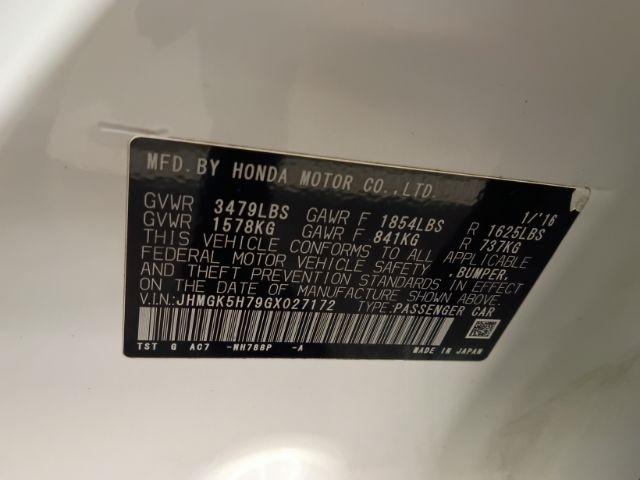 MFD. BY HONDA MOTOR CO., LTD. 1/'16
GVWR 3479LBS GAWR F 1854LBS R 1625LBS
GVWR 1578KG GAWR F 841KG R 737KG
THIS VEHICLE CONFORMS TO ALL APPLICABLE
FEDERAL MOTOR VEHICLE SAFETY, BUMPER,
AND THEFT PREVENTION STANDARDS IN EFFECT
ON THE DATE OF MANUFACTURE SHOWN ABOVE.
V.I.N.: JHMGK5H79GX027172 TYPE: PASSENGER CAR
TST G AC7 -NH788P -A MADE IN JAPAN